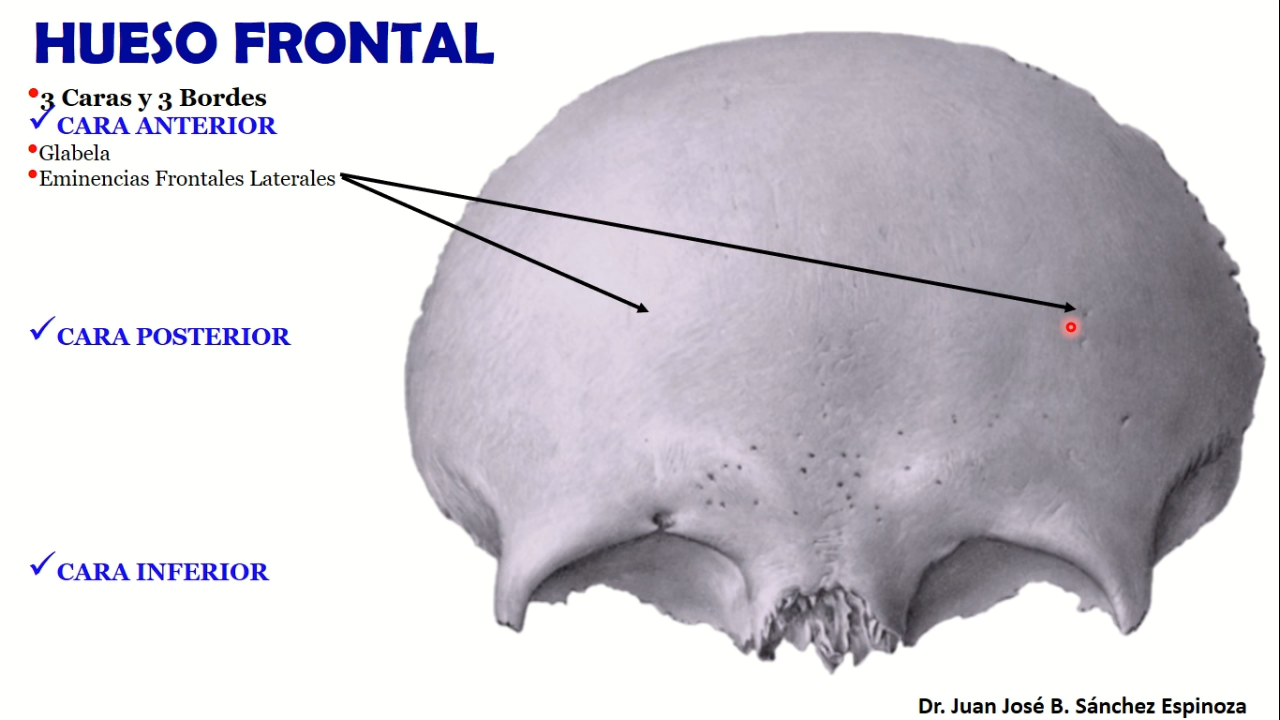 HUESO FRONTAL
•3 Caras y 3 Bordes
✓CARA ANTERIOR
•Glabela
•Eminencias Frontales Laterales
✓CARA POSTERIOR
✓CARA INFERIOR
Dr. Juan José B. Sánchez Espinoza